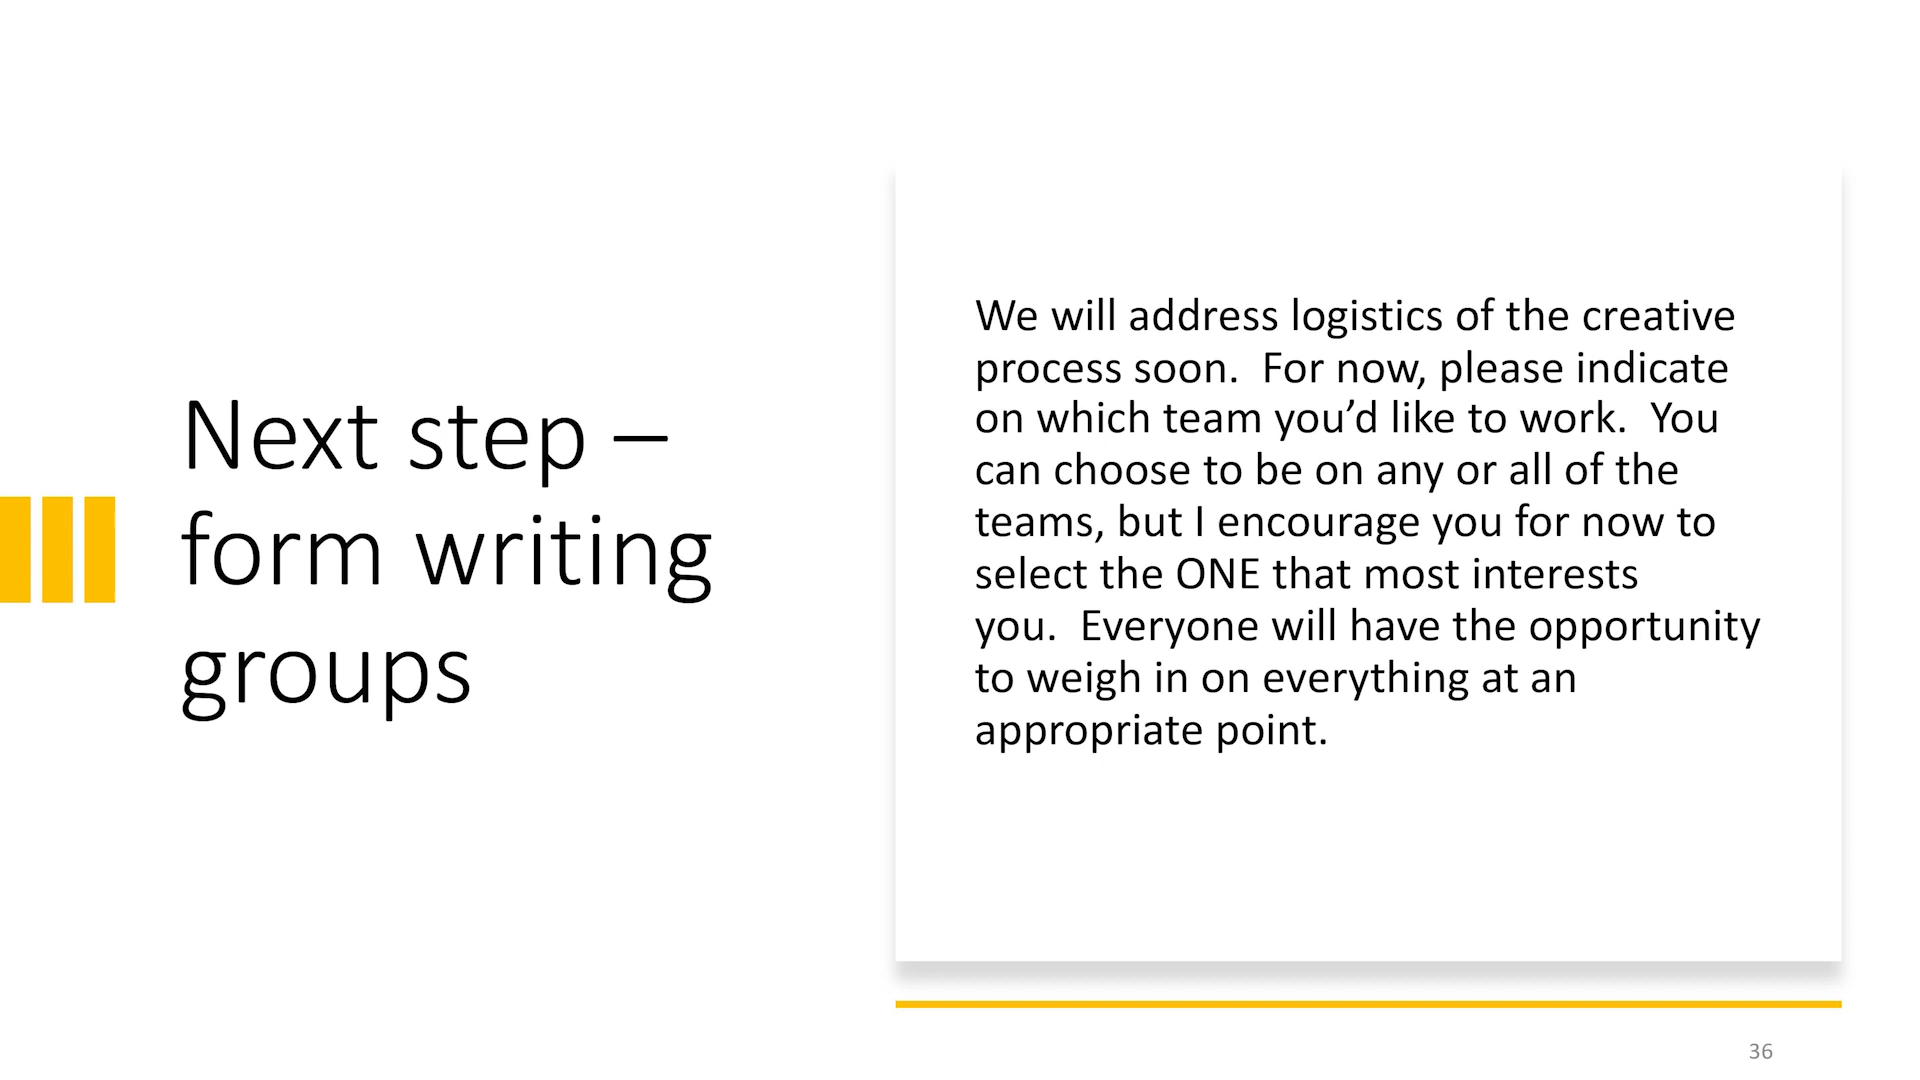 Next step –
form writing
groups
We will address logistics of the creative
process soon.  For now, please indicate
on which team you’d like to work.  You
can choose to be on any or all of the
teams, but I encourage you for now to
select the ONE that most interests
you.  Everyone will have the opportunity
to weigh in on everything at an
appropriate point.
36